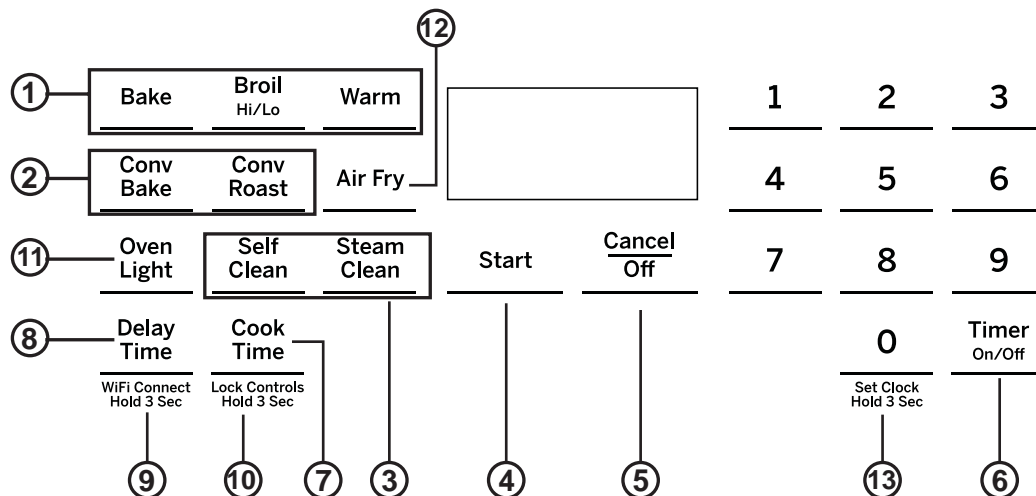 12
1
Bake
Broil
Hi/Lo
Warm
1
2
3
2
Conv
Bake
Conv
Roast
Air Fry
4
5
6
11
Oven
Light
Self
Clean
Steam
Clean
Start
Cancel
Off
7
8
9
8
Delay
Time
Cook
Time
0
Timer
On/Off
WiFi Connect
Hold 3 Sec
Lock Controls
Hold 3 Sec
Set Clock
Hold 3 Sec
9
10
7
3
4
5
13
6